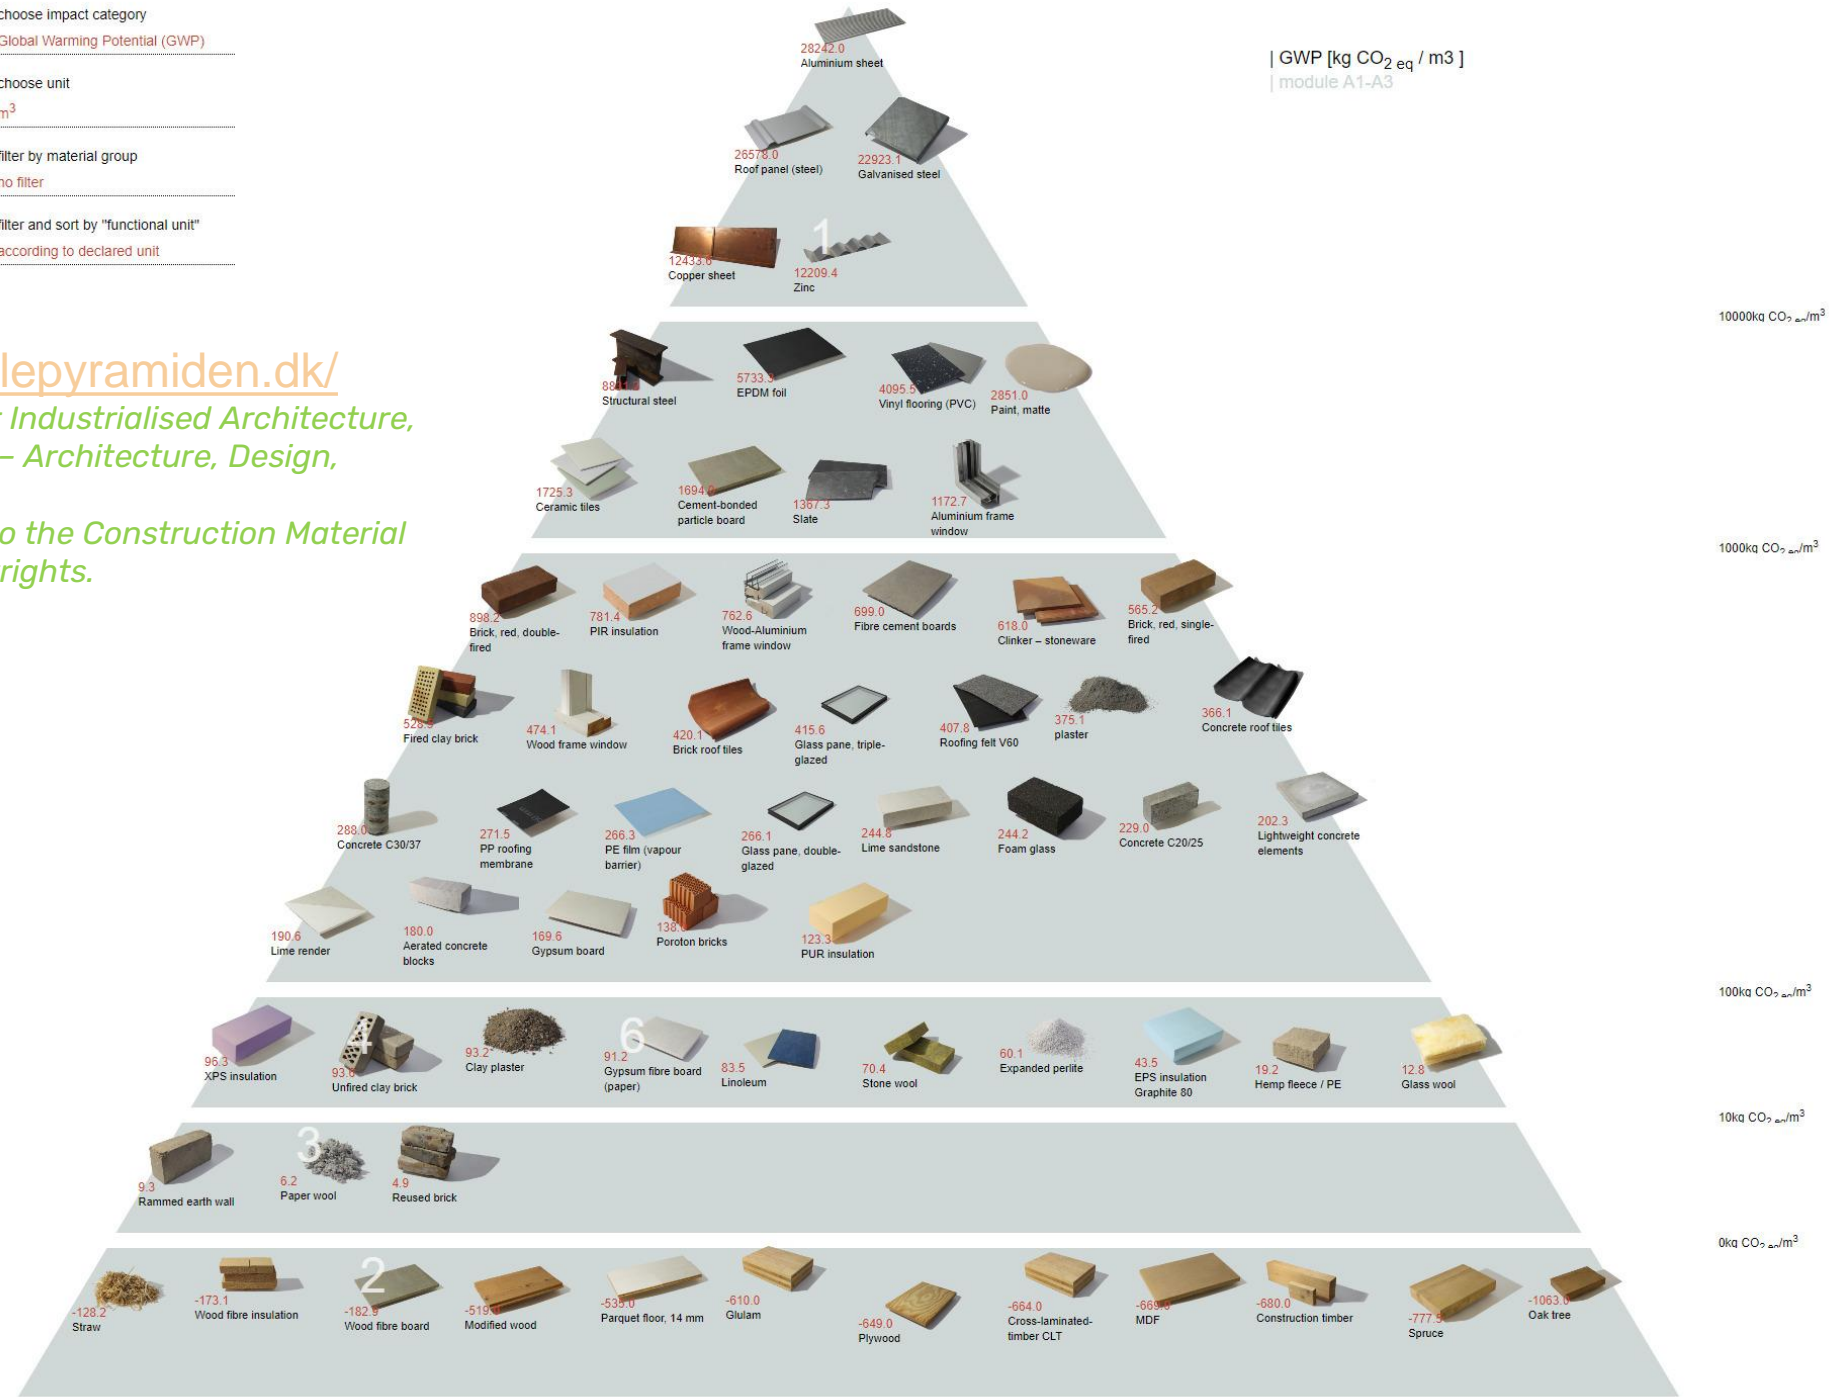 choose impact category
Global Warming Potential (GWP)
choose unit
m3
filter by material group
no filter
filter and sort by "functional unit"
according to declared unit
lepyramiden.dk/
r Industrialised Architecture,
– Architecture, Design,
o the Construction Material
rights.
| GWP [kg CO2 eq / m3 ]
| module A1-A3
28242.0
Aluminium sheet
26578.0
Roof panel (steel)
22923.1
Galvanised steel
12433.6
Copper sheet
1
12209.4
Zinc
10000kg CO2 eq/m3
Structural steel
5733.3
EPDM foil
4095.5
Vinyl flooring (PVC)
2851.0
Paint, matte
1725.3
Ceramic tiles
Cement-bonded
particle board
1367.3
Slate
1172.7
Aluminium frame
window
1000kg CO2 eq/m3
898.2
Brick, red, double-
fired
781.4
PIR insulation
762.6
Wood-Aluminium
frame window
699.0
Fibre cement boards
618.0
Clinker – stoneware
565.2
Brick, red, single-
fired
Fired clay brick
474.1
Wood frame window
420.1
Brick roof tiles
415.6
Glass pane, triple-
glazed
407.8
Roofing felt V60
375.1
plaster
366.1
Concrete roof tiles
288.0
Concrete C30/37
271.5
PP roofing
membrane
266.3
PE film (vapour
barrier)
266.1
Glass pane, double-
glazed
244.8
Lime sandstone
244.2
Foam glass
229.0
Concrete C20/25
202.3
Lightweight concrete
elements
190.6
Lime render
180.0
Aerated concrete
blocks
169.6
Gypsum board
Poroton bricks
123.3
PUR insulation
100kg CO2 eq/m3
96.3
XPS insulation
4
Unfired clay brick
93.2
Clay plaster
6
91.2
Gypsum fibre board
(paper)
83.5
Linoleum
70.4
Stone wool
60.1
Expanded perlite
43.5
EPS insulation
Graphite 80
19.2
Hemp fleece / PE
12.8
Glass wool
10kg CO2 eq/m3
9.3
Rammed earth wall
3
6.2
Paper wool
4.9
Reused brick
0kg CO2 eq/m3
-128.2
Straw
-173.1
Wood fibre insulation
2
-182.9
Wood fibre board
Modified wood
-535.0
Parquet floor, 14 mm
-610.0
Glulam
-649.0
Plywood
-664.0
Cross-laminated-
timber CLT
MDF
-680.0
Construction timber
-777.5
Spruce
-1063.0
Oak tree